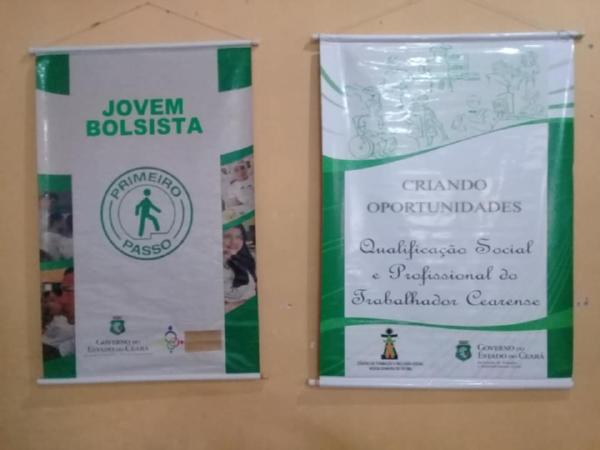 JOVEM
BOLSISTA
PRIMEIRO
PASSO
GOVERNO DO
ESTADO DO CEARÁ
CRIANDO
OPORTUNIDADES
Qualificação Social
e Profissional do
Trabalhador Cearense
GOVERNO DO
ESTADO DO CEARÁ